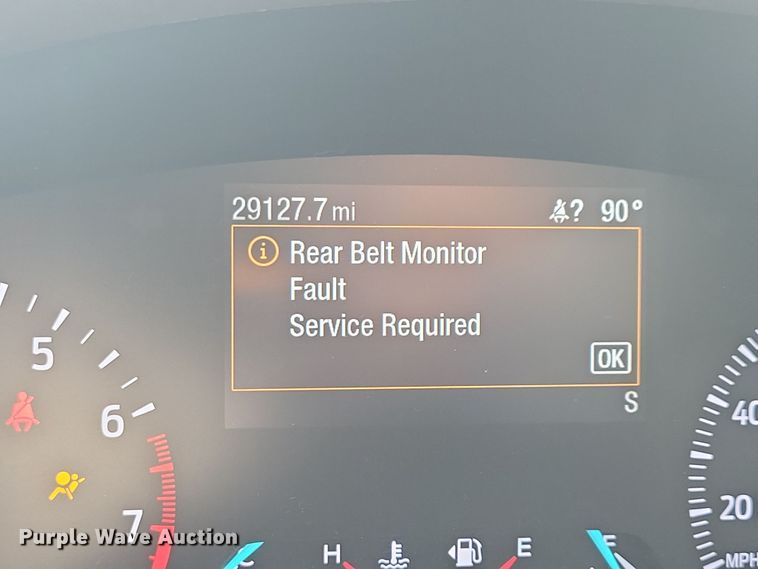 29127.7 mi ? 90°
i Rear Belt Monitor
Fault
Service Required
OK
S
5
6
7
40
20
MPH
C H E F
Purple Wave Auction